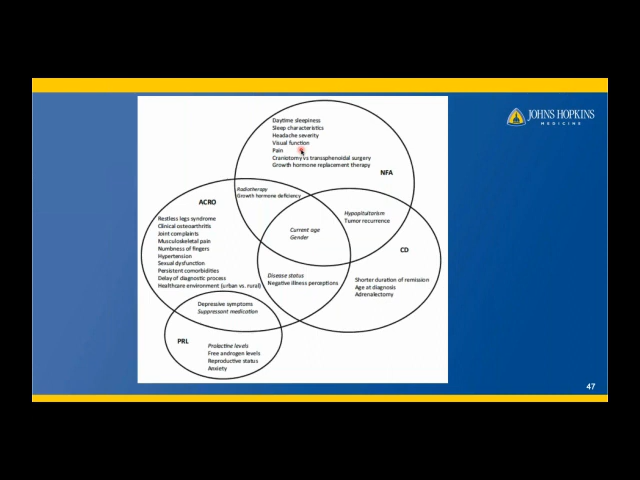 JOHNS HOPKINS
MEDICINE
Daytime sleepiness
Sleep characteristics
Headache severity
Visual function
Pain
Craniotomy vs transsphenoidal surgery
Growth hormone replacement therapy
NFA
Radiotherapy
Growth hormone deficiency
ACRO
Restless legs syndrome
Clinical osteoarthritis
Joint complaints
Musculoskeletal pain
Numbness of fingers
Hypertension
Sexual dysfunction
Persistent comorbidities
Delay of diagnostic process
Healthcare environment (urban vs. rural)
Current age
Gender
Hypopituitarism
Tumor recurrence
CD
Disease status
Negative illness perceptions
Shorter duration of remission
Age at diagnosis
Adrenalectomy
Depressive symptoms
Suppressant medication
PRL
Prolactine levels
Free androgen levels
Reproductive status
Anxiety
47